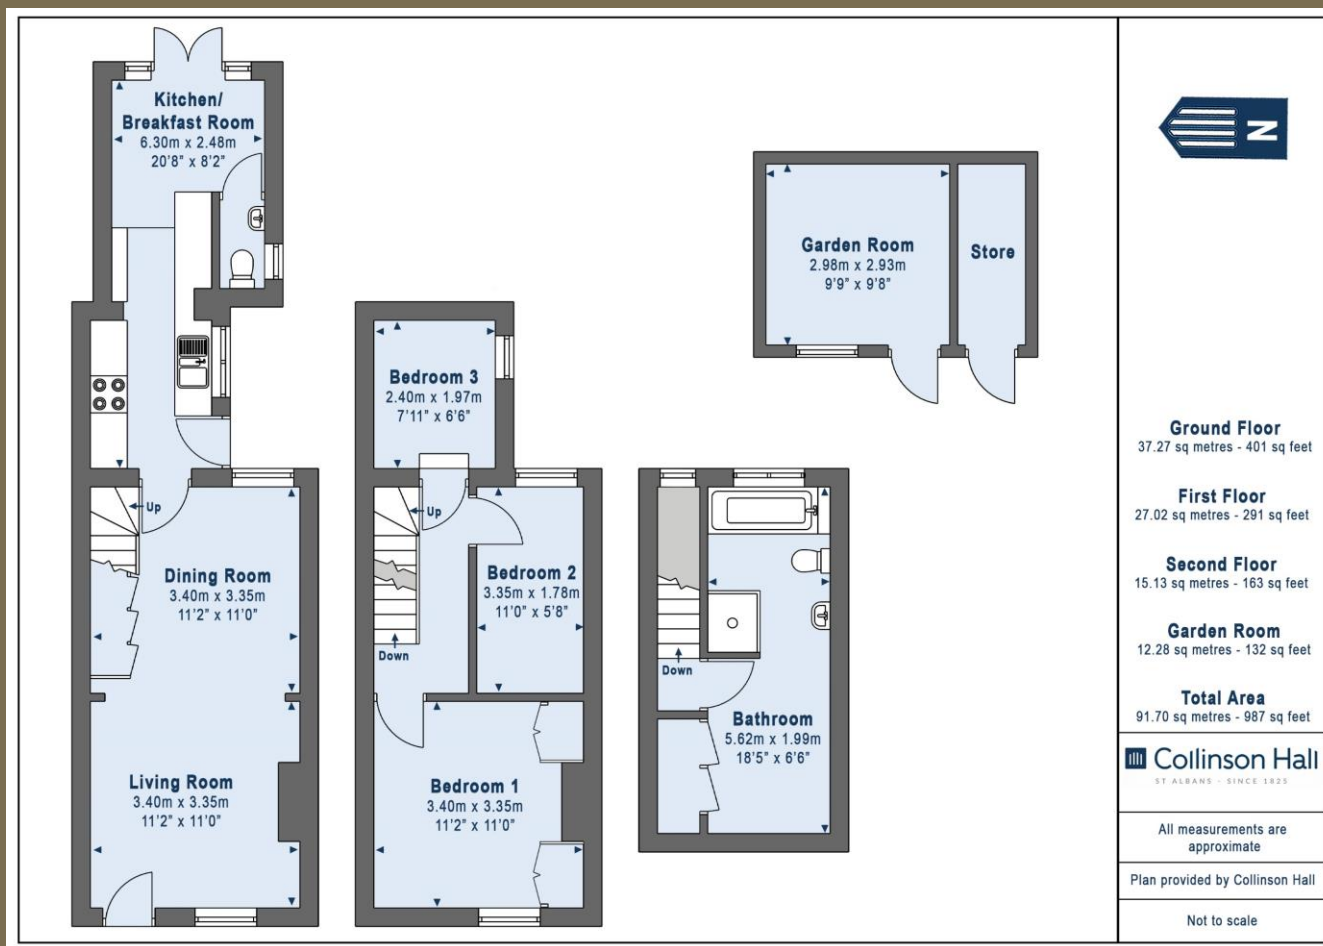 Kitchen/
Breakfast Room
6.30m x 2.48m
20'8" x 8'2"
Up
Dining Room
3.40m x 3.35m
11'2" x 11'0"
Living Room
3.40m x 3.35m
11'2" x 11'0"
Bedroom 3
2.40m x 1.97m
7'11" x 6'6"
Up
Bedroom 2
3.35m x 1.78m
11'0" x 5'8"
Down
Bedroom 1
3.40m x 3.35m
11'2" x 11'0"
Garden Room
2.98m x 2.93m
9'9" x 9'8"
Store
Down
Bathroom
5.62m x 1.99m
18'5" x 6'6"
N
Ground Floor
37.27 sq metres - 401 sq feet
First Floor
27.02 sq metres - 291 sq feet
Second Floor
15.13 sq metres - 163 sq feet
Garden Room
12.28 sq metres - 132 sq feet
Total Area
91.70 sq metres - 987 sq feet
Collinson Hall
ST ALBANS - SINCE 1825
All measurements are
approximate
Plan provided by Collinson Hall
Not to scale